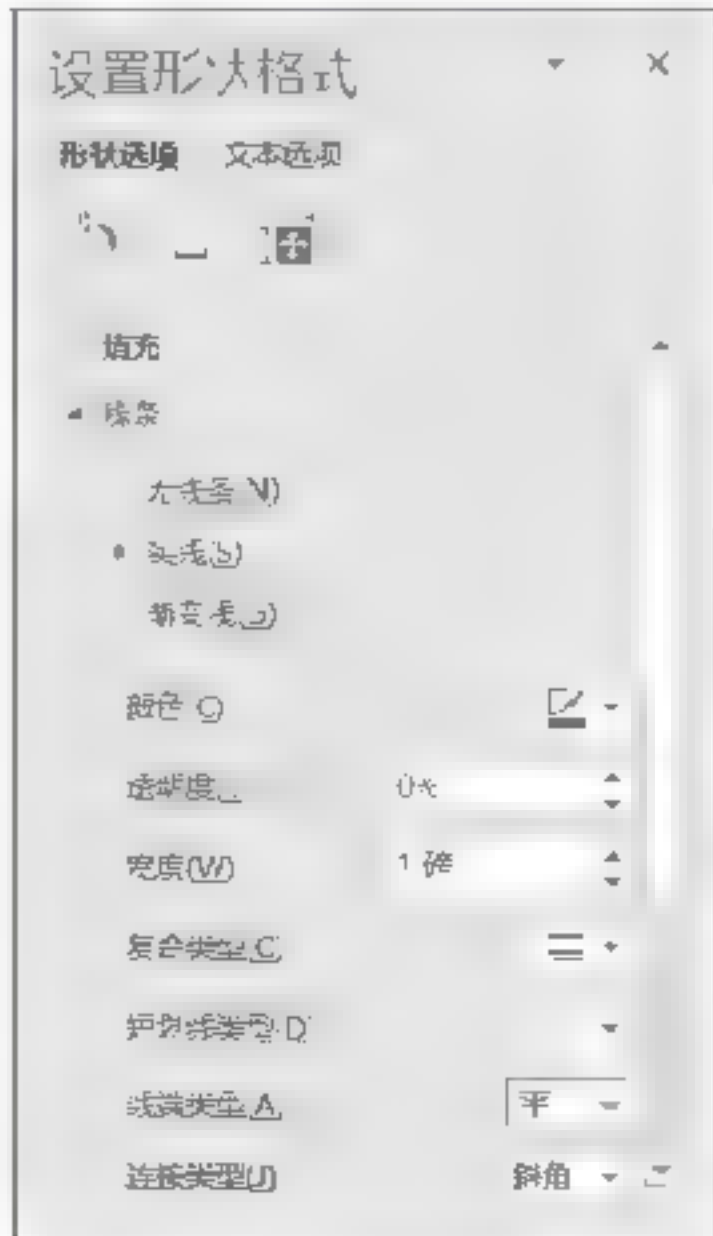 设置形状格式
形状选项 文本选项
填充
线条
无线条(N)
实线(S)
渐变线(G)
颜色(C)
透明度(T) 0%
宽度(W) 1 磅
复合类型(C)
短划线类型(D)
线端类型(A) 平
连接类型(J) 斜角